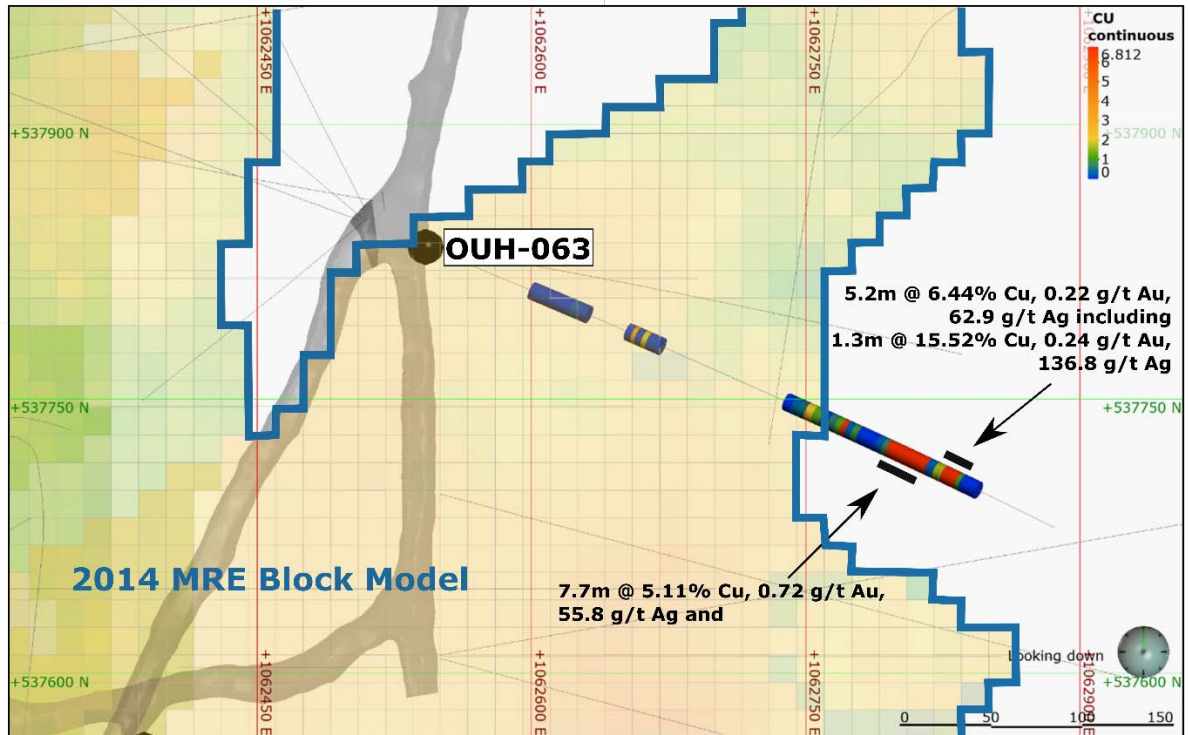 +1062450 E
+1062600 E
+1062750 E
CU
continuous
6.812
6
5
4
3
2
1
0
+537900 N
+537900 N
OUH-063
5.2m @ 6.44% Cu, 0.22 g/t Au,
62.9 g/t Ag including
1.3m @ 15.52% Cu, 0.24 g/t Au,
136.8 g/t Ag
+537750 N
+537750 N
2014 MRE Block Model
7.7m @ 5.11% Cu, 0.72 g/t Au,
55.8 g/t Ag and
Looking down
+537600 N
+537600 N
+1062450 E
+1062600 E
+1062750 E
+1062900 E
0 50 100 150